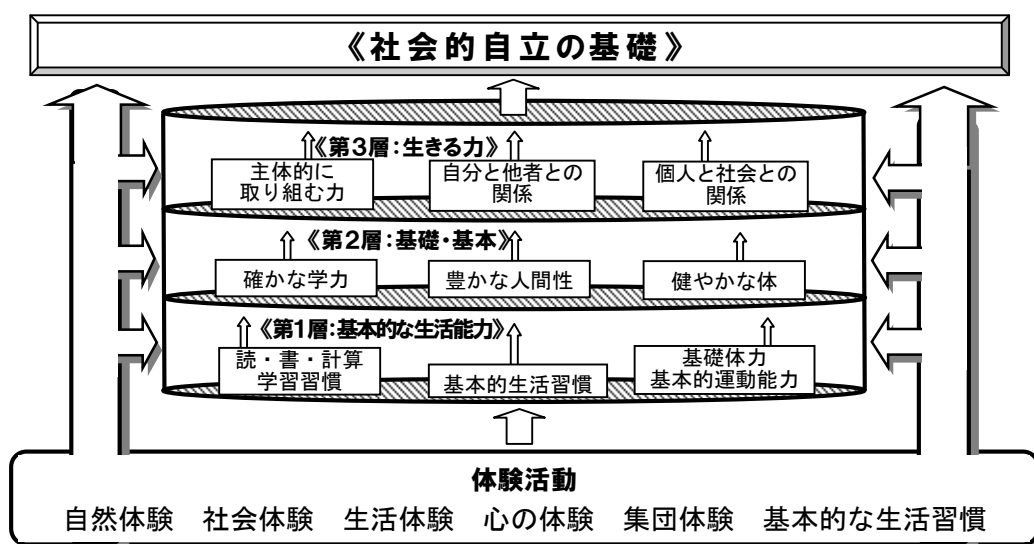 《社会的自立の基礎》
《第3層：生きる力》
主体的に
取り組む力
自分と他者との
関係
個人と社会との
関係
《第2層：基礎・基本》
確かな学力
豊かな人間性
健やかな体
《第1層：基本的な生活能力》
読・書・計算
学習習慣
基本的生活習慣
基礎体力
基本的運動能力
体験活動
自然体験　社会体験　生活体験　心の体験　集団体験　基本的な生活習慣